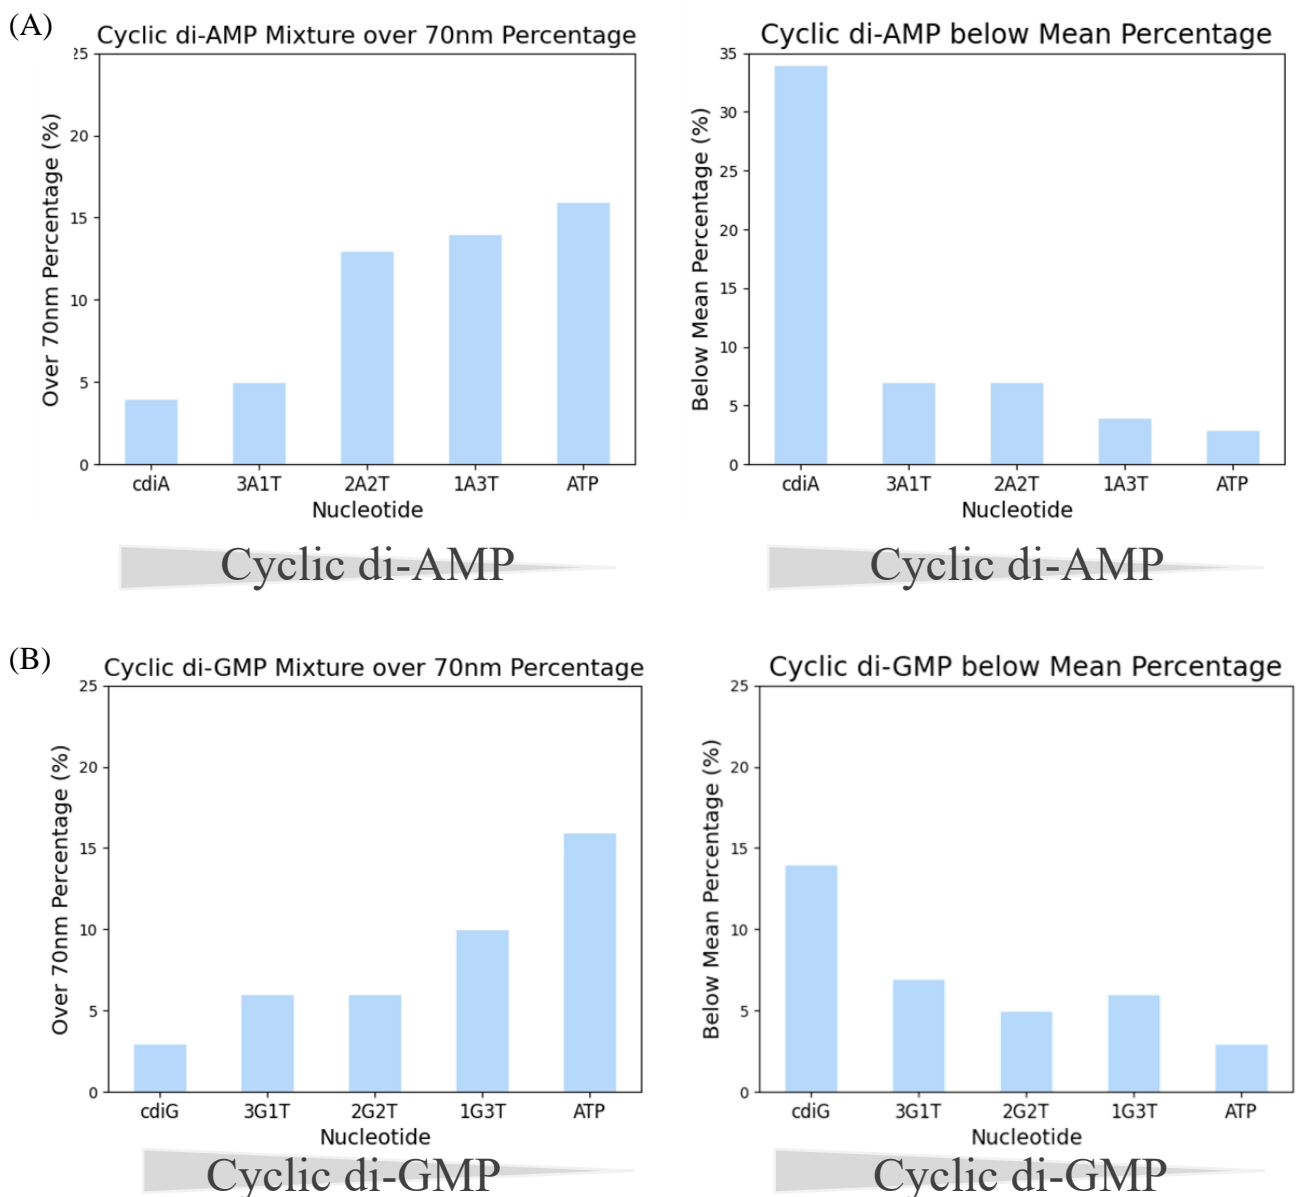 (A)
Cyclic di-AMP Mixture over 70nm Percentage
25
20
15
10
5
0
Over 70nm Percentage (%)
cdiA 3A1T 2A2T 1A3T ATP
Nucleotide
Cyclic di-AMP
Cyclic di-AMP below Mean Percentage
35
30
25
20
15
10
5
0
Below Mean Percentage (%)
cdiA 3A1T 2A2T 1A3T ATP
Nucleotide
Cyclic di-AMP
(B)
Cyclic di-GMP Mixture over 70nm Percentage
25
20
15
10
5
0
Over 70nm Percentage (%)
cdiG 3G1T 2G2T 1G3T ATP
Nucleotide
Cyclic di-GMP
Cyclic di-GMP below Mean Percentage
25
20
15
10
5
0
Below Mean Percentage (%)
cdiG 3G1T 2G2T 1G3T ATP
Nucleotide
Cyclic di-GMP